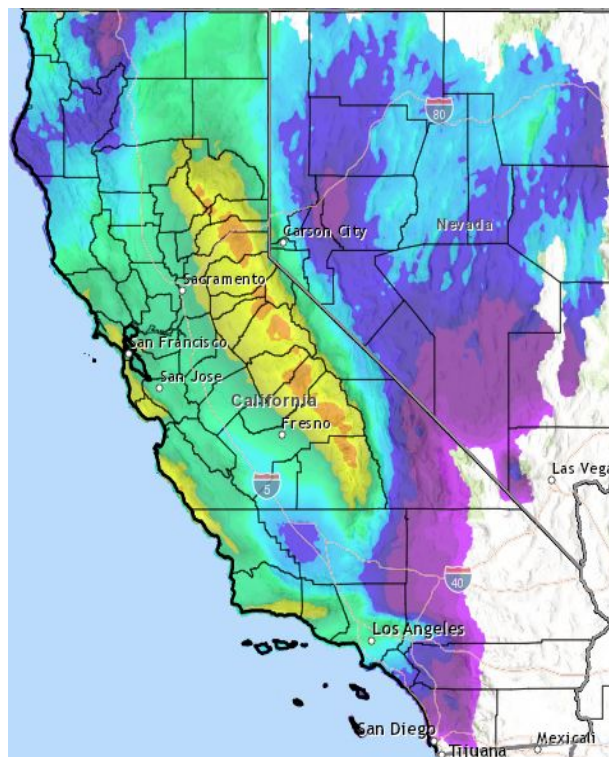 80
Nevada
Carson City
Sacramento
San Francisco
San Jose
California
Fresno
5
Las Vega
40
Los Angeles
San Diego
Mexicali
Tijuana